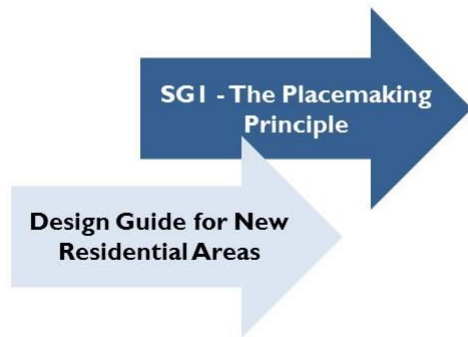 SG1 - The Placemaking
Principle
Design Guide for New
Residential Areas